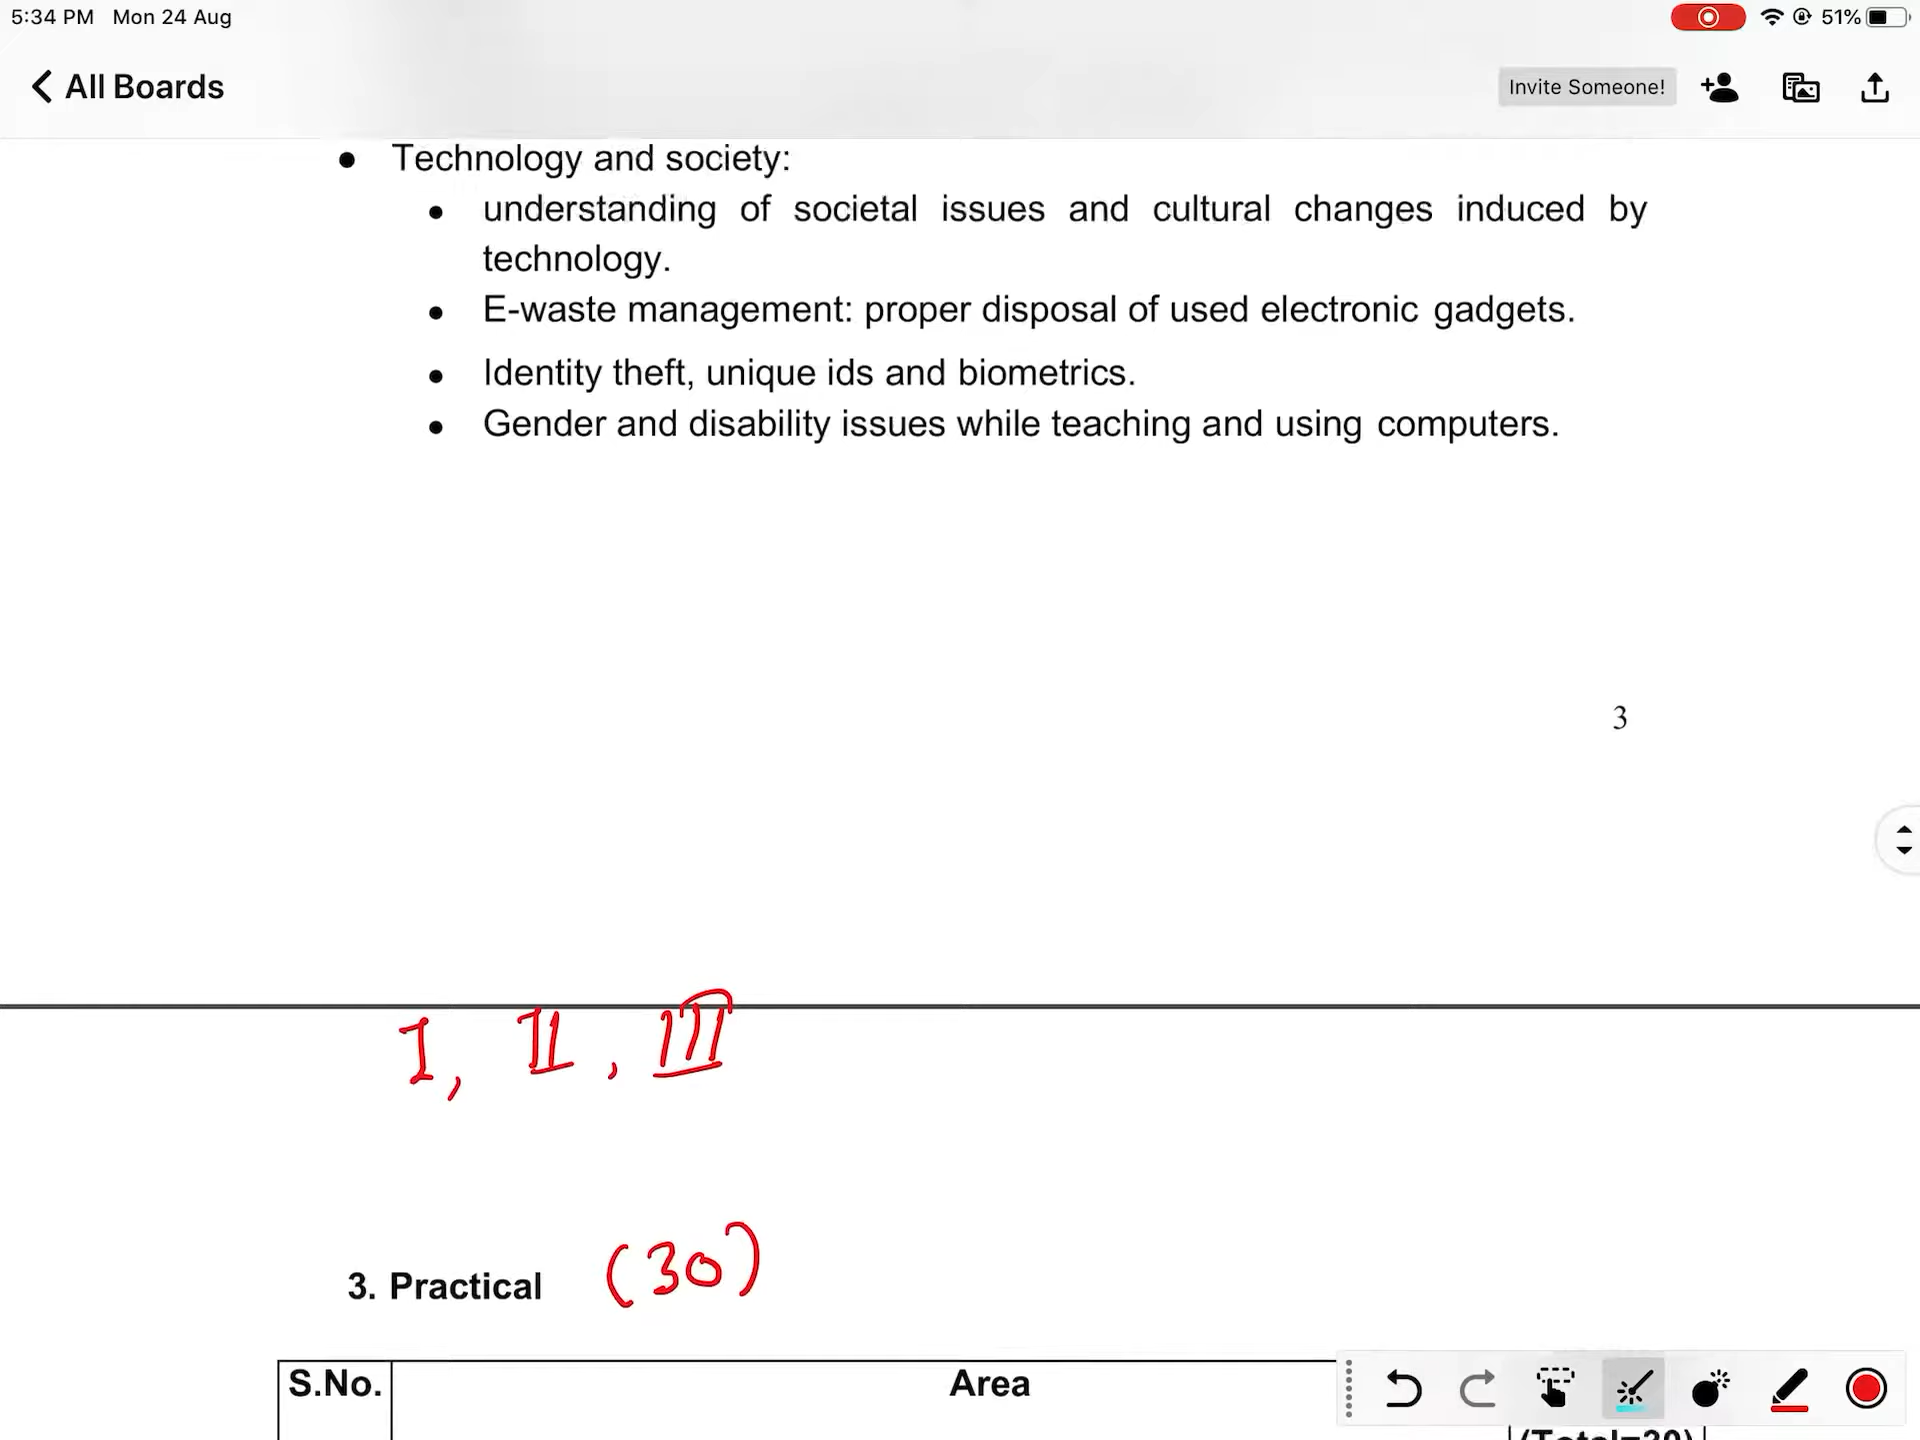 5:34 PM Mon 24 Aug 51%
All Boards Invite Someone!
Technology and society:
understanding of societal issues and cultural changes induced by
technology.
E-waste management: proper disposal of used electronic gadgets.
Identity theft, unique ids and biometrics.
Gender and disability issues while teaching and using computers.
3
I, II, III
3. Practical (30)
S.No. Area
(Total=30)